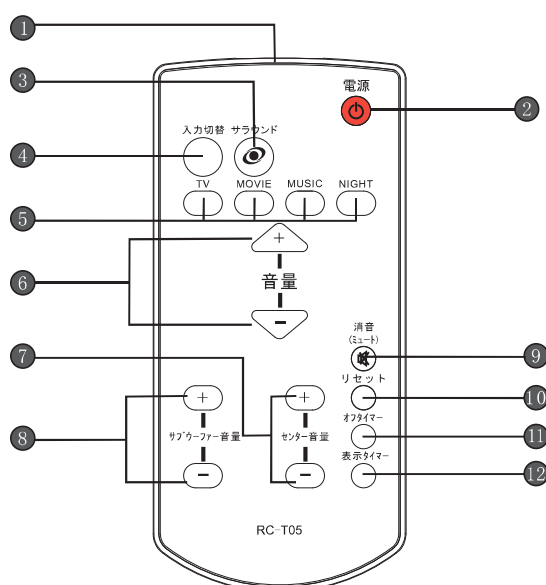 1
3
電源
2
入力切替 サラウンド
4
TV MOVIE MUSIC NIGHT
5
+
6
音量
−
消音
(ミュート)
7
9
リセット
+ +
10
オフタイマー
8
サブウーファー音量 センター音量
11
表示タイマー
− −
12
RC-T05